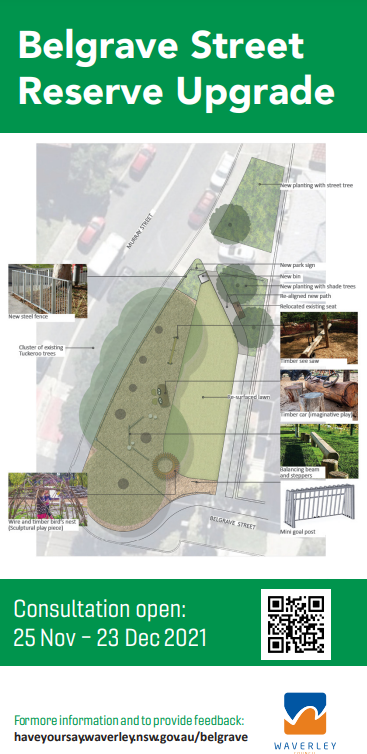 Belgrave Street
Reserve Upgrade
New planting with street tree
MURRAY STREET
New park sign
New bin
New planting with shade trees
Re-aligned new path
Relocated existing seat
New steel fence
Timber see saw
Cluster of existing
Tuckeroo trees
Timber car (imaginative play)
Re-surfaced lawn
Balancing beam
and steppers
Wire and timber bird's nest
(Sculptural play piece)
BELGRAVE STREET
Mini goal post
Consultation open:
25 Nov – 23 Dec 2021
For more information and to provide feedback:
haveyoursay.waverley.nsw.gov.au/belgrave
WAVERLEY
COUNCIL